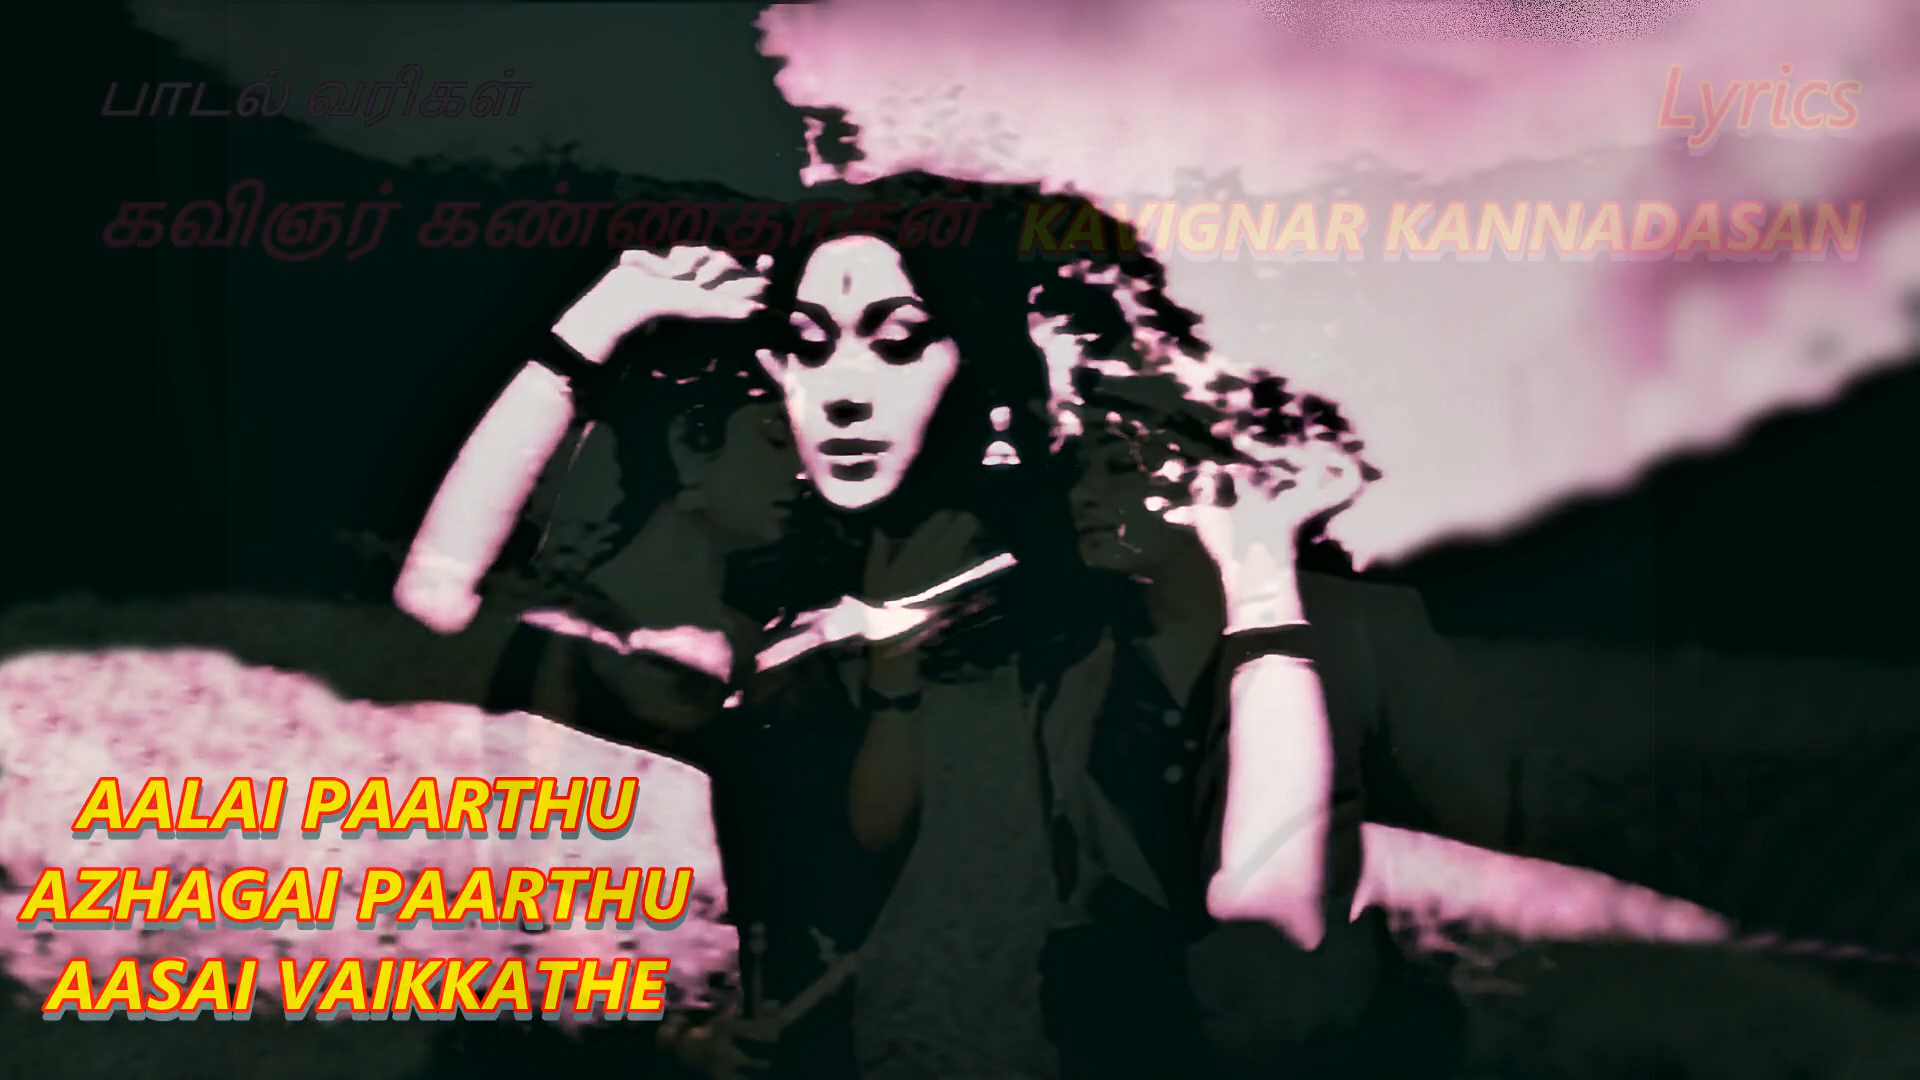 பாடல் வரிகள்
Lyrics
கவிஞர் கண்ணதாசன்
KAVIGNAR KANNADASAN
AALAI PAARTHU
AZHAGAI PAARTHU
AASAI VAIKKATHE